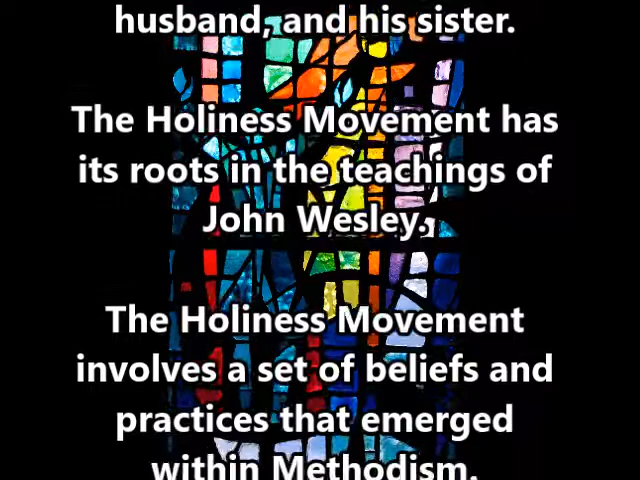 husband, and his sister.
The Holiness Movement has
its roots in the teachings of
John Wesley.
The Holiness Movement
involves a set of beliefs and
practices that emerged
within Methodism.